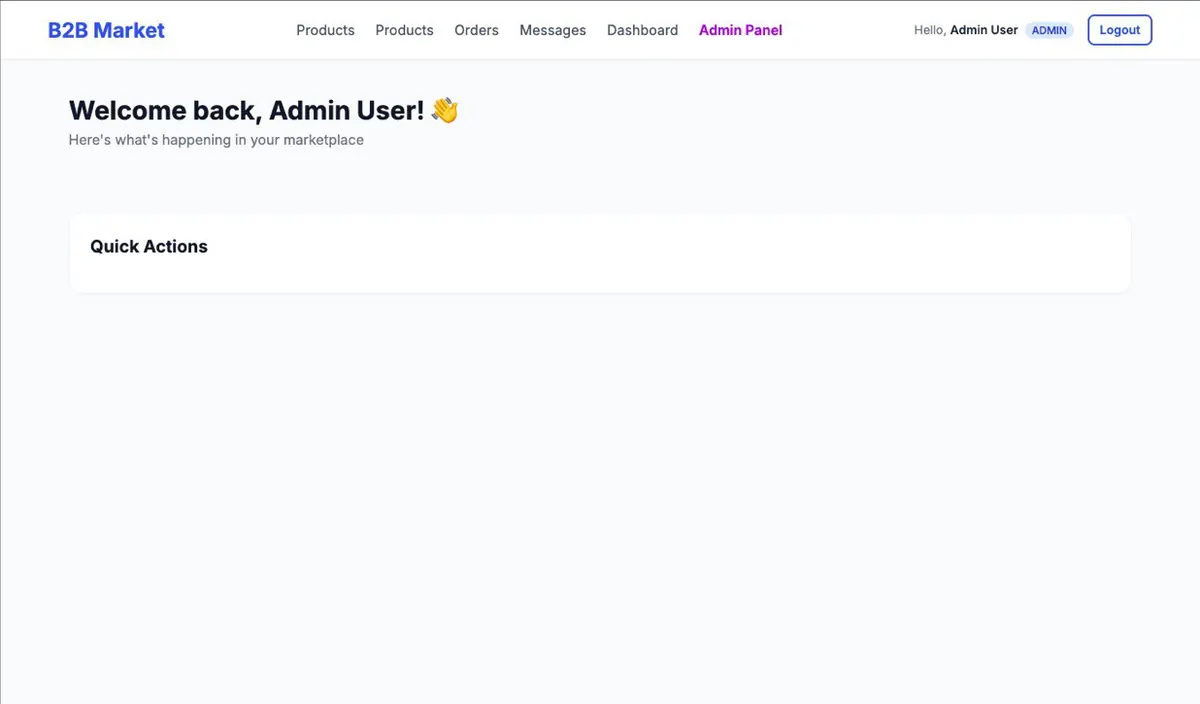 B2B Market Products Products Orders Messages Dashboard Admin Panel Hello, Admin User ADMIN Logout
Welcome back, Admin User! 👋
Here's what's happening in your marketplace
Quick Actions